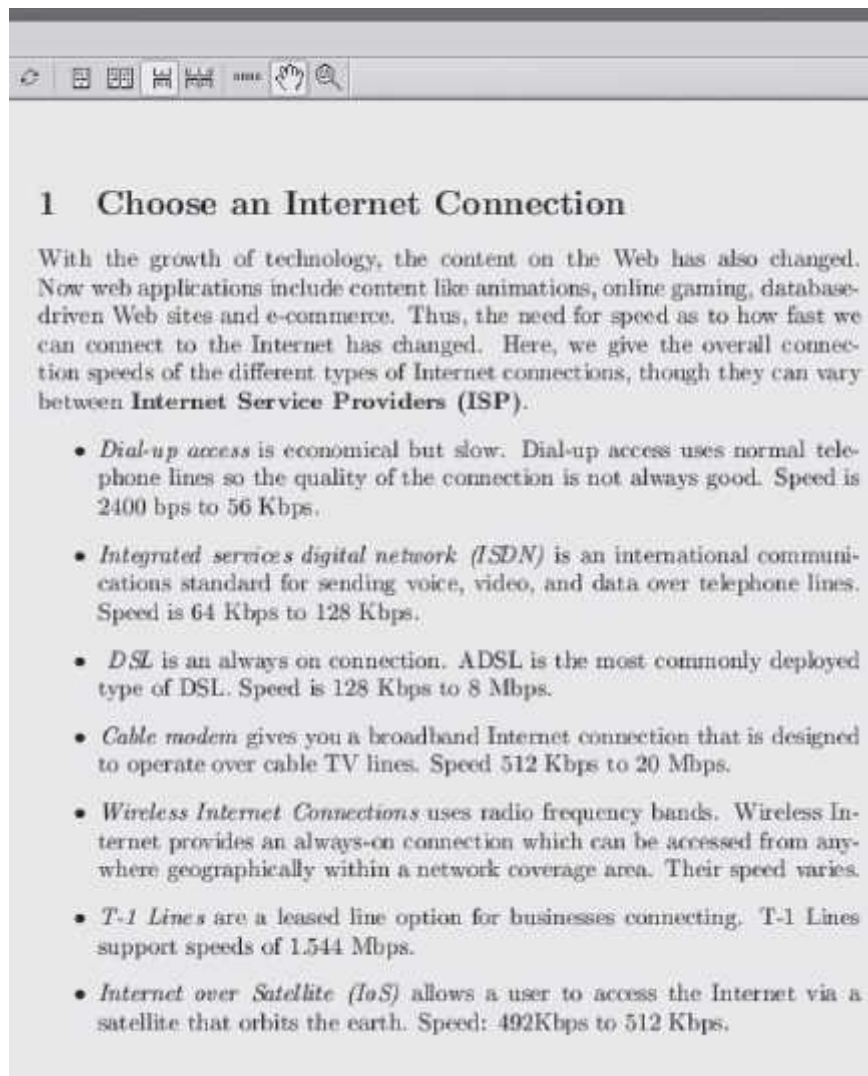 1 Choose an Internet Connection
With the growth of technology, the content on the Web has also changed.
Now web applications include content like animations, online gaming, database-
driven Web sites and e-commerce. Thus, the need for speed as to how fast we
can connect to the Internet has changed. Here, we give the overall connec-
tion speeds of the different types of Internet connections, though they can vary
between Internet Service Providers (ISP).
• Dial-up access is economical but slow. Dial-up access uses normal tele-
phone lines so the quality of the connection is not always good. Speed is
2400 bps to 56 Kbps.
• Integrated services digital network (ISDN) is an international communi-
cations standard for sending voice, video, and data over telephone lines.
Speed is 64 Kbps to 128 Kbps.
• DSL is an always on connection. ADSL is the most commonly deployed
type of DSL. Speed is 128 Kbps to 8 Mbps.
• Cable modem gives you a broadband Internet connection that is designed
to operate over cable TV lines. Speed 512 Kbps to 20 Mbps.
• Wireless Internet Connections uses radio frequency bands. Wireless In-
ternet provides an always-on connection which can be accessed from any-
where geographically within a network coverage area. Their speed varies.
• T-1 Lines are a leased line option for businesses connecting. T-1 Lines
support speeds of 1.544 Mbps.
• Internet over Satellite (IoS) allows a user to access the Internet via a
satellite that orbits the earth. Speed: 492Kbps to 512 Kbps.